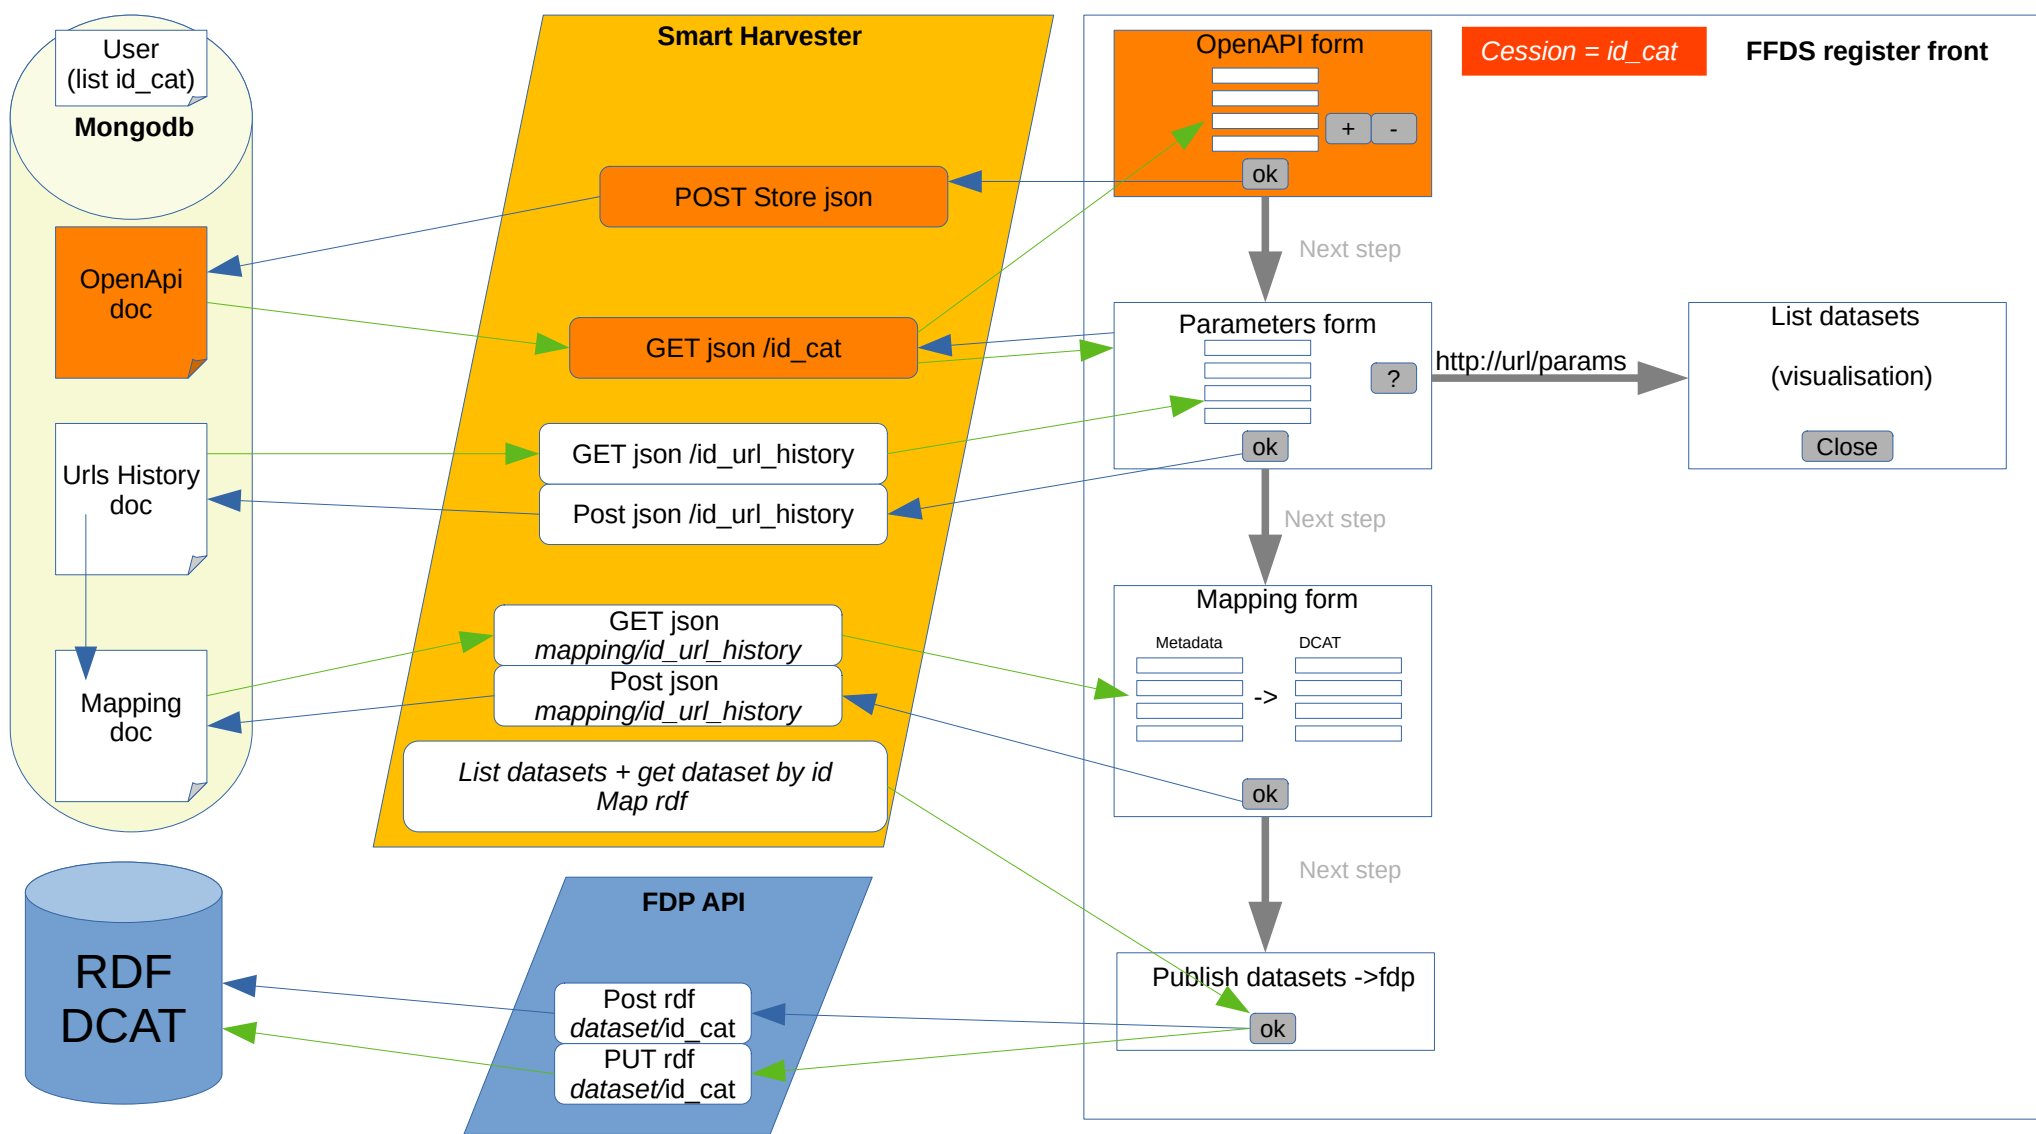 User
(list id_cat)
Mongodb
OpenApi
doc
Urls History
doc
Mapping
doc
RDF
DCAT
Smart Harvester
POST Store json
GET json /id_cat
GET json /id_url_history
Post json /id_url_history
GET json
mapping/id_url_history
Post json
mapping/id_url_history
List datasets + get dataset by id
Map rdf
FDP API
Post rdf
dataset/id_cat
PUT rdf
dataset/id_cat
OpenAPI form
+
-
ok
Cession = id_cat
FFDS register front
Next step
Parameters form
?
ok
http://url/params
List datasets
(visualisation)
Close
Next step
Mapping form
Metadata
DCAT
->
ok
Next step
Publish datasets ->fdp
ok